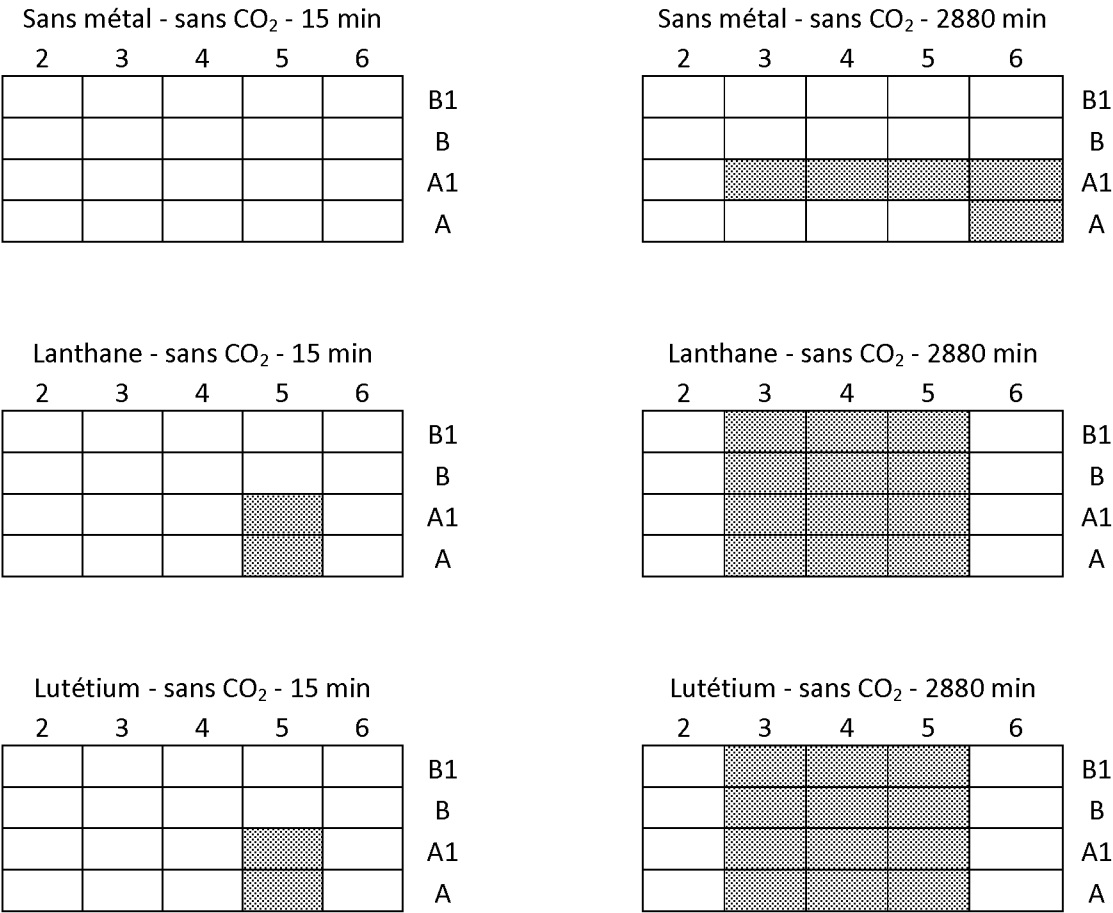 Sans métal - sans CO₂ - 15 min
2 3 4 5 6
B1
B
A1
A
Sans métal - sans CO₂ - 2880 min
2 3 4 5 6
B1
B
A1
A
Lanthane - sans CO₂ - 15 min
2 3 4 5 6
B1
B
A1
A
Lanthane - sans CO₂ - 2880 min
2 3 4 5 6
B1
B
A1
A
Lutétium - sans CO₂ - 15 min
2 3 4 5 6
B1
B
A1
A
Lutétium - sans CO₂ - 2880 min
2 3 4 5 6
B1
B
A1
A